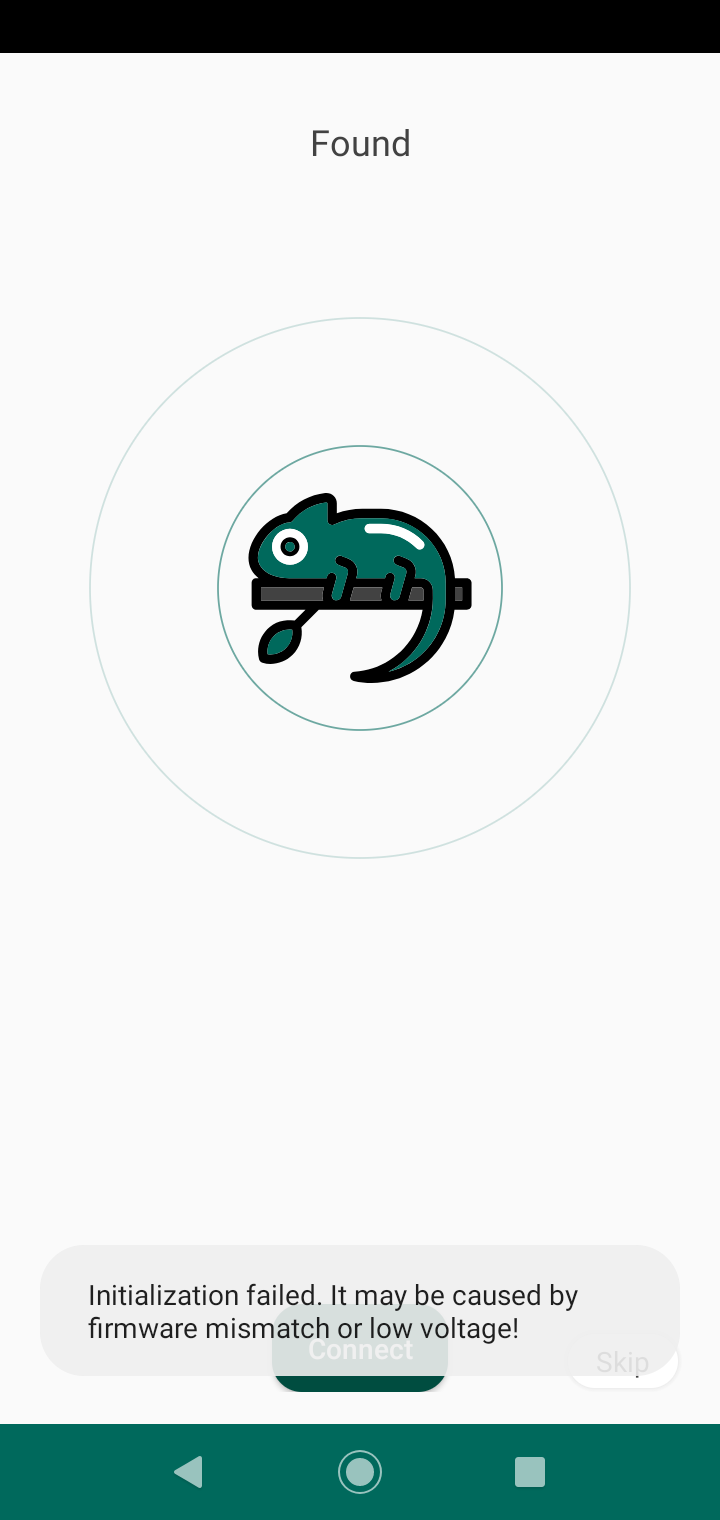 Found
Initialization failed. It may be caused by
firmware mismatch or low voltage!
Connect
Skip